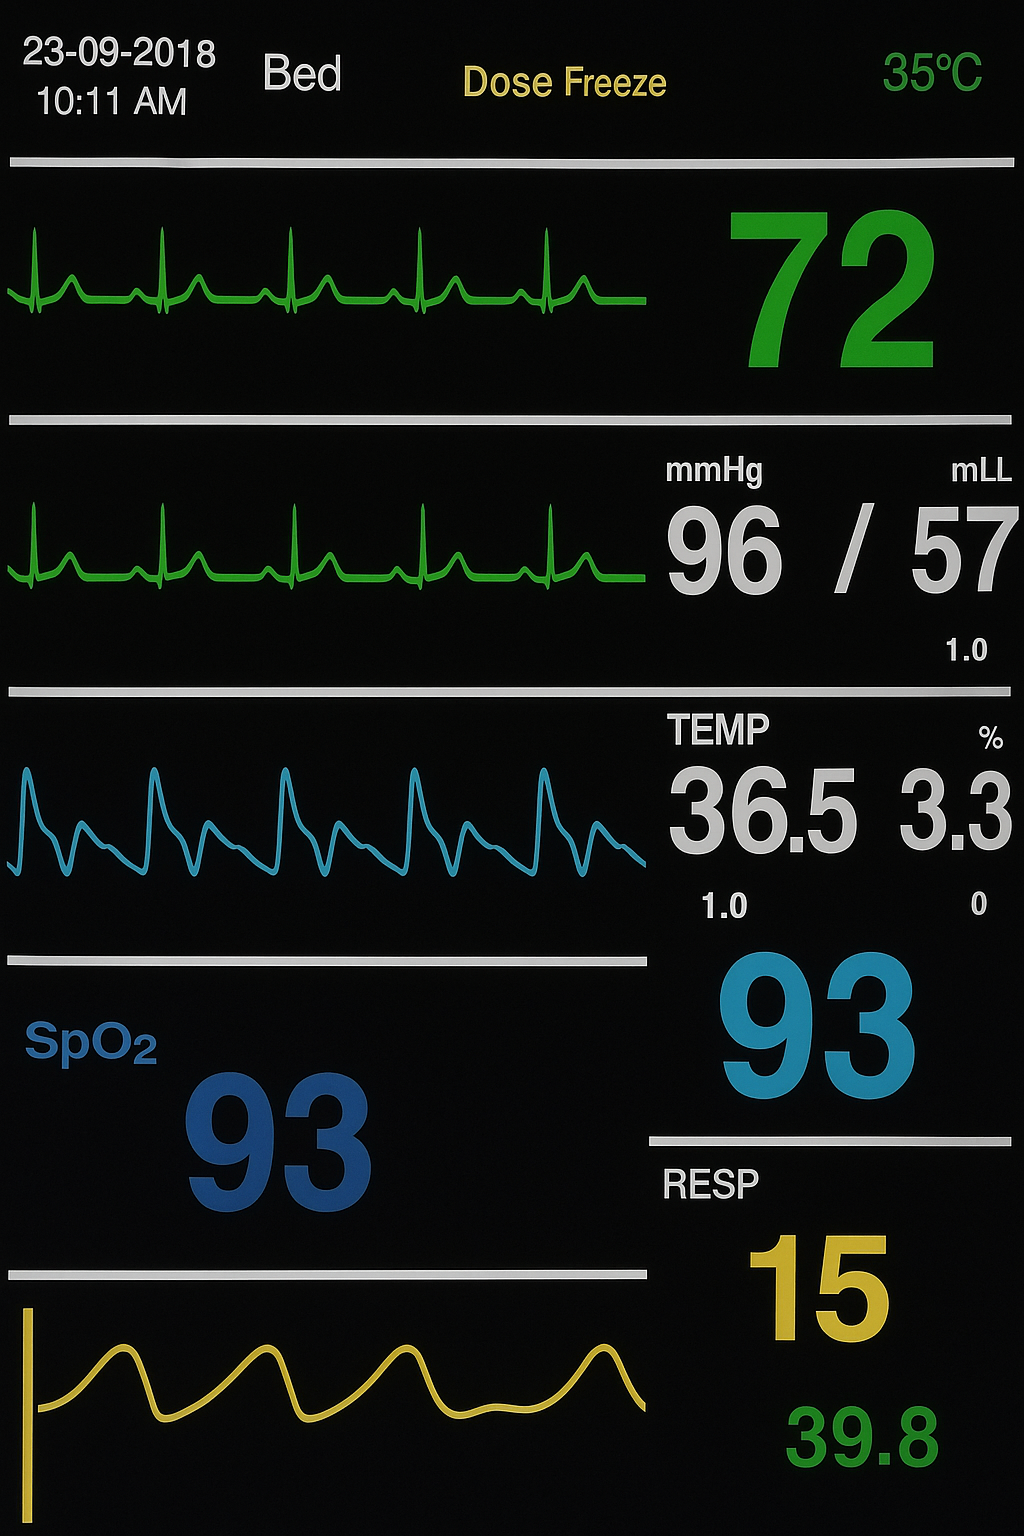 23-09-2018 Bed Dose Freeze 35°C
10:11 AM
72
mmHg mLL
96 / 57
1.0
TEMP %
36.5 3.3
1.0 0
93
SpO2
93
RESP
15
39.8